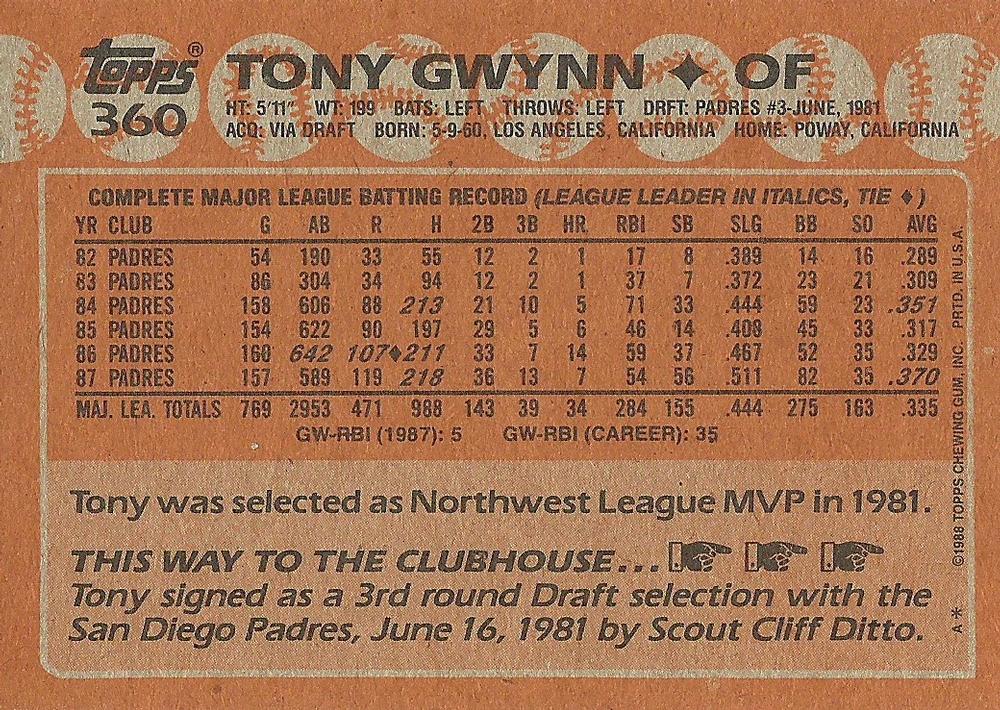 topps® TONY GWYNN ✦ OF
360 HT: 5'11" WT: 199 BATS: LEFT THROWS: LEFT DRFT: PADRES #3-JUNE, 1981
ACQ: VIA DRAFT BORN: 5-9-60, LOS ANGELES, CALIFORNIA HOME: POWAY, CALIFORNIA
COMPLETE MAJOR LEAGUE BATTING RECORD (LEAGUE LEADER IN ITALICS, TIE ♦)
YR CLUB G AB R H 2B 3B HR RBI SB SLG BB SO AVG
82 PADRES 54 190 33 55 12 2 1 17 8 .389 14 16 .289
83 PADRES 86 304 34 94 12 2 1 37 7 .372 23 21 .309
84 PADRES 158 606 88 213 21 10 5 71 33 .444 59 23 .351
85 PADRES 154 622 90 197 29 5 6 46 14 .408 45 33 .317
86 PADRES 160 642 107♦211 33 7 14 59 37 .467 52 35 .329
87 PADRES 157 589 119 218 36 13 7 54 56 .511 82 35 .370
MAJ. LEA. TOTALS 769 2953 471 988 143 39 34 284 155 .444 275 163 .335
GW-RBI (1987): 5 GW-RBI (CAREER): 35
Tony was selected as Northwest League MVP in 1981.
THIS WAY TO THE CLUBHOUSE...
Tony signed as a 3rd round Draft selection with the
San Diego Padres, June 16, 1981 by Scout Cliff Ditto.
A* ©1988 TOPPS CHEWING GUM, INC. PRTD. IN U.S.A.